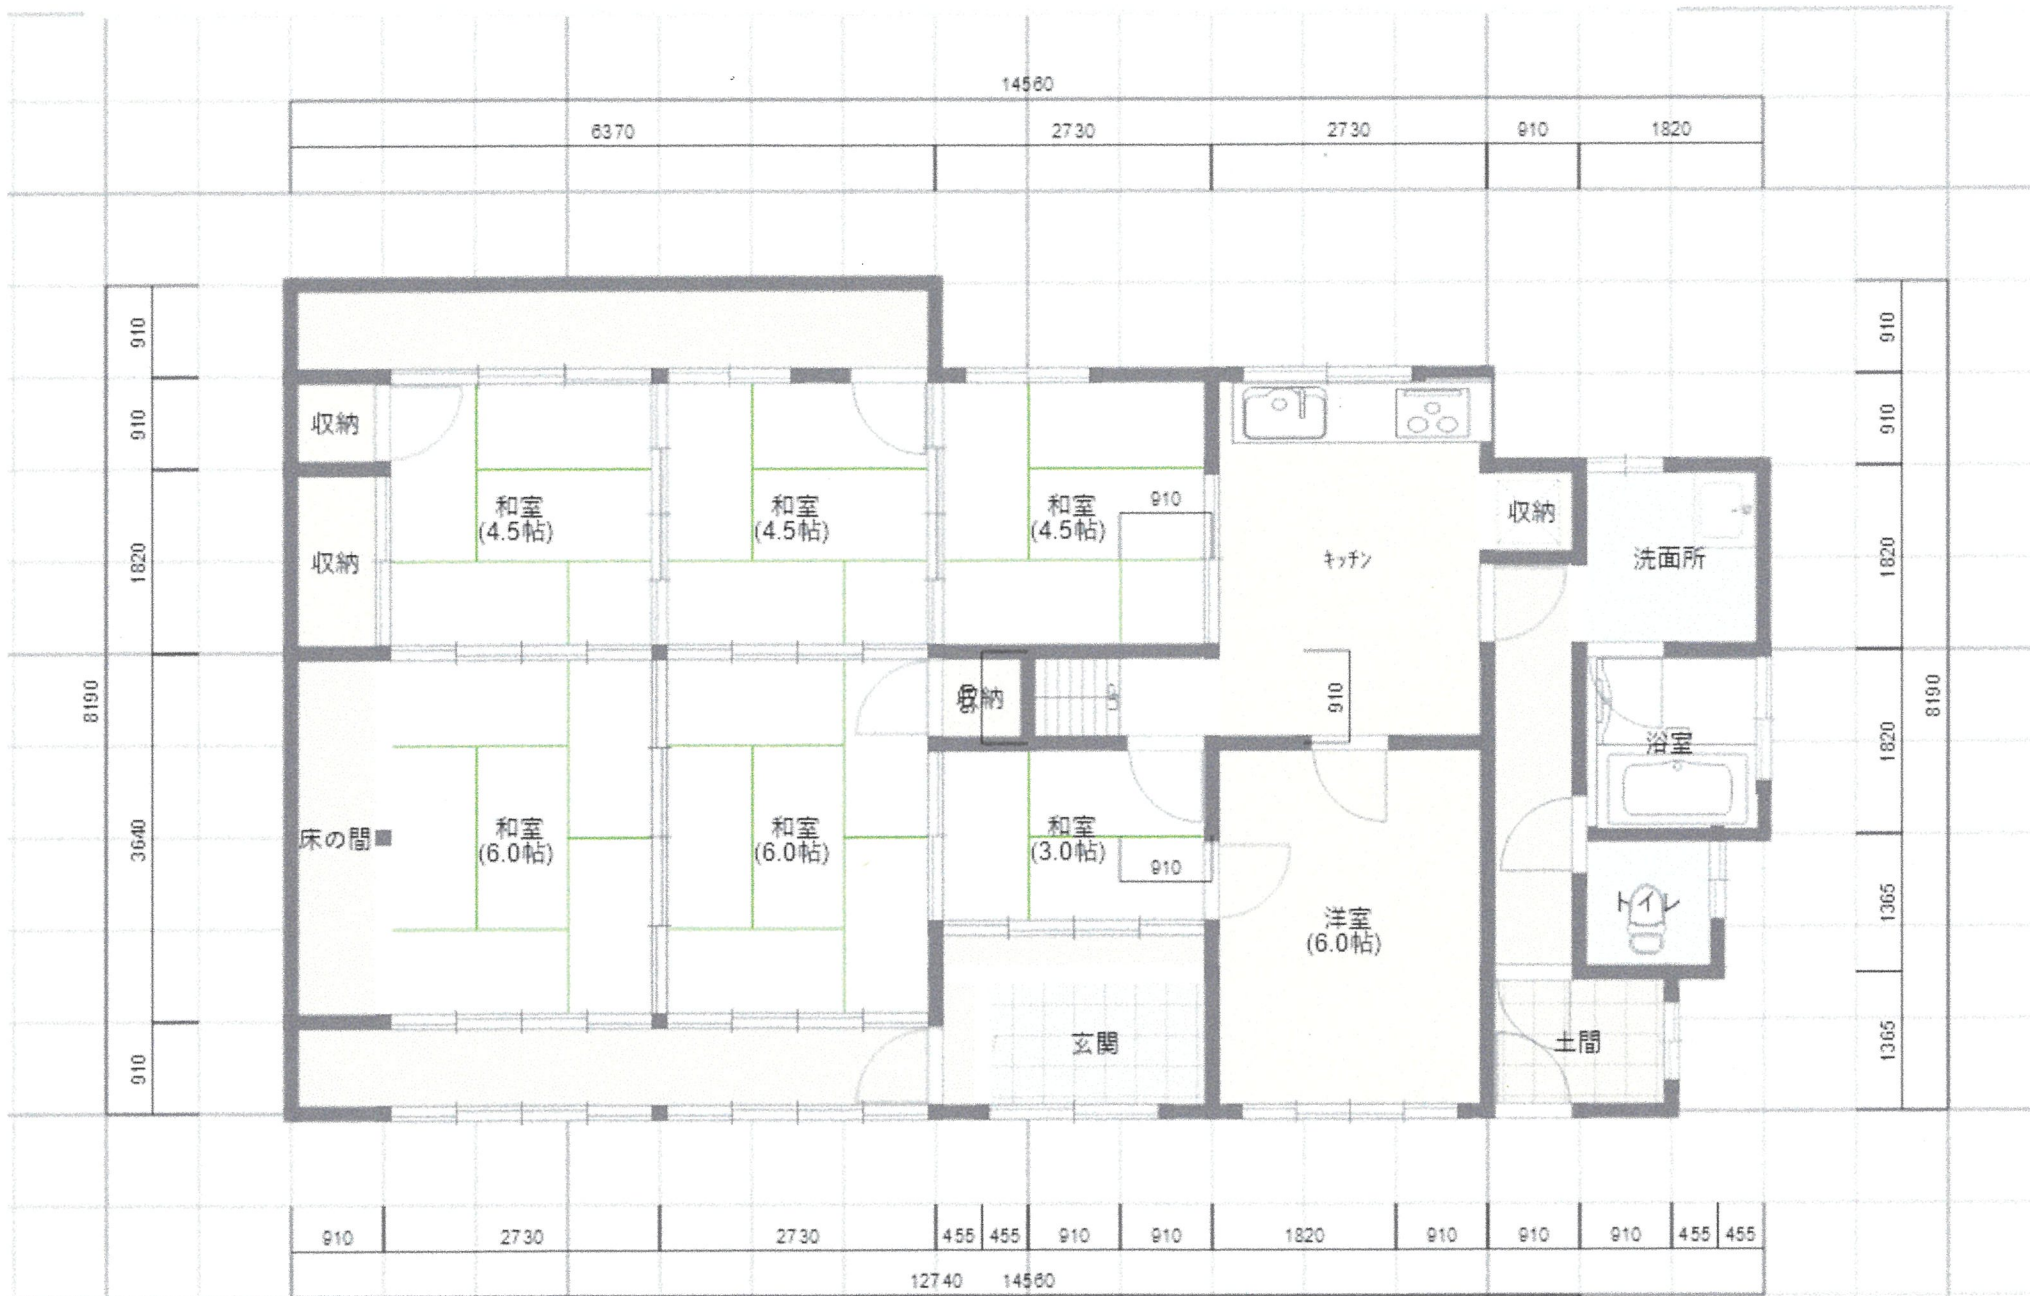 14560
6370
2730
2730
910
1820
910
910
910
910
収納
和室
(4.5帖)
和室
(4.5帖)
和室
(4.5帖)
910
収納
収納
キッチン
洗面所
1820
1820
8190
収納
UP
910
8190
浴室
1820
3640
床の間
和室
(6.0帖)
和室
(6.0帖)
和室
(3.0帖)
910
トイレ
1365
洋室
(6.0帖)
玄関
土間
1365
910
910
2730
2730
455
455
910
910
1820
910
910
910
455
455
12740
14560